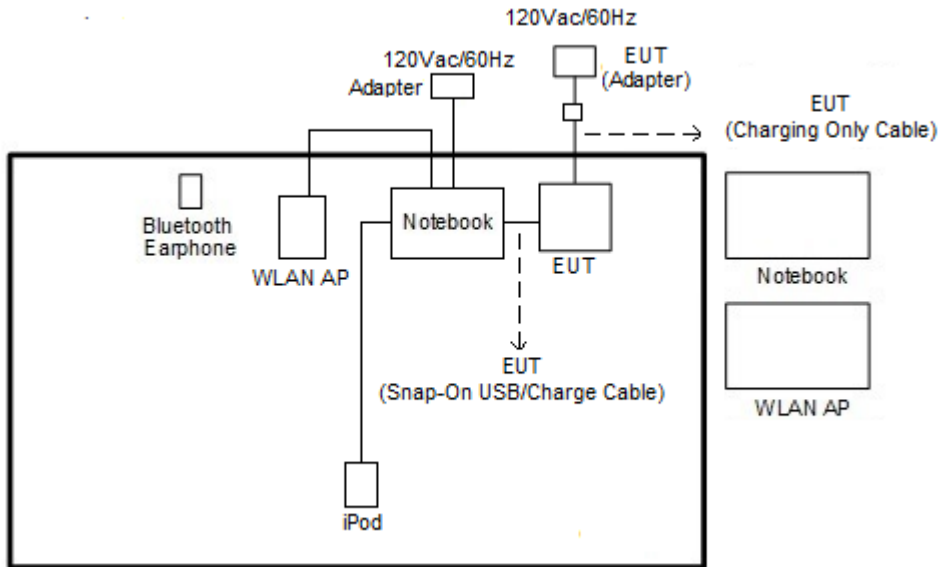 120Vac/60Hz
120Vac/60Hz
Adapter
EUT
(Adapter)
EUT
(Charging Only Cable)
Bluetooth
Earphone
WLAN AP
Notebook
EUT
Notebook
EUT
(Snap-On USB/Charge Cable)
WLAN AP
iPod